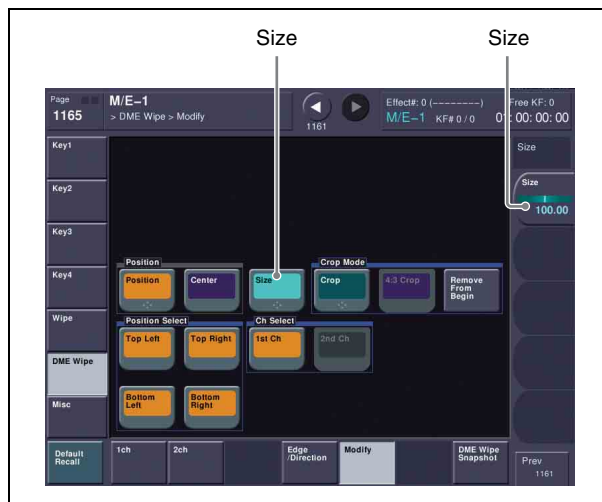 Size Size
Page
1165
M/E–1
> DME Wipe > Modify
1161
Effect#: 0 (--------) Free KF: 0
M/E–1 KF# 0 / 0 01: 00: 00: 00
Key1
Key2
Key3
Key4
Wipe
DME Wipe
Misc
Default
Recall
Position
Position
Center
Size
Crop Mode
Crop
4:3 Crop
Remove
From
Begin
Position Select
Top Left
Top Right
Ch Select
1st Ch
2nd Ch
Bottom
Left
Bottom
Right
1ch
2ch
Edge
/Direction
Modify
DME Wipe
Snapshot
Size
Size
100.00
Prev
1161